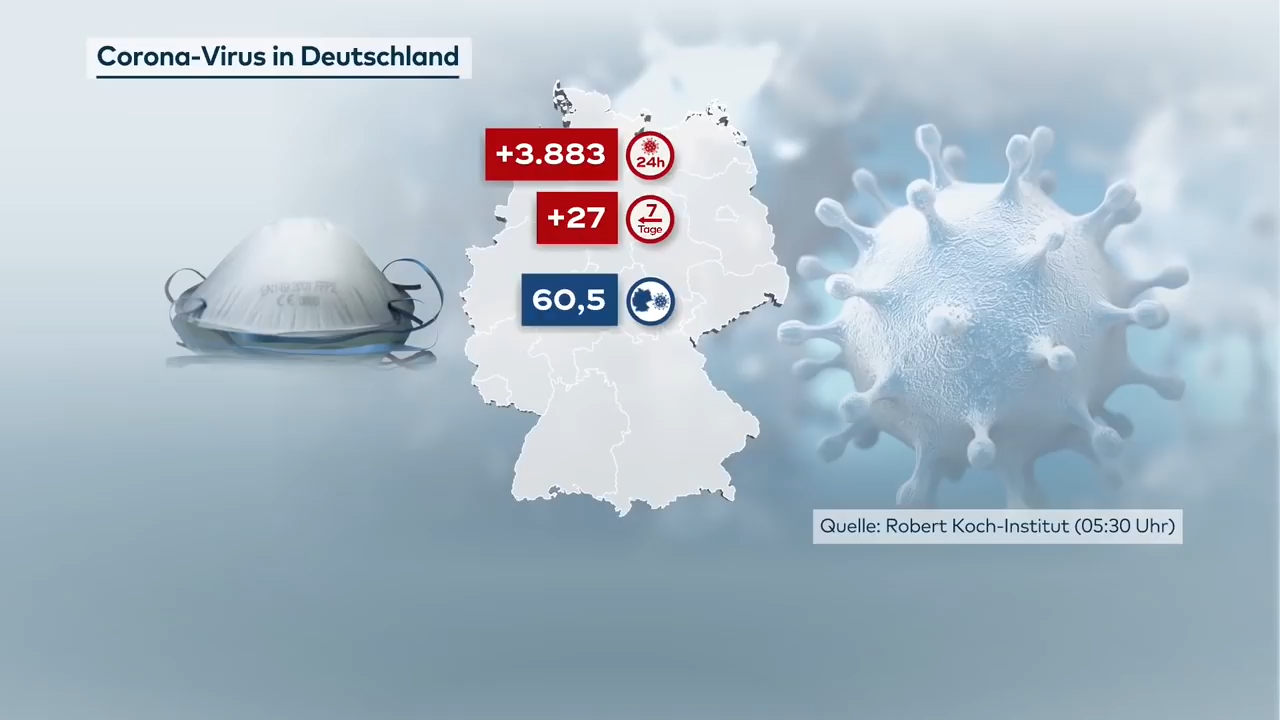 Corona-Virus in Deutschland
+3.883
24h
+27
7
Tage
60,5
CE
Quelle: Robert Koch-Institut (05:30 Uhr)